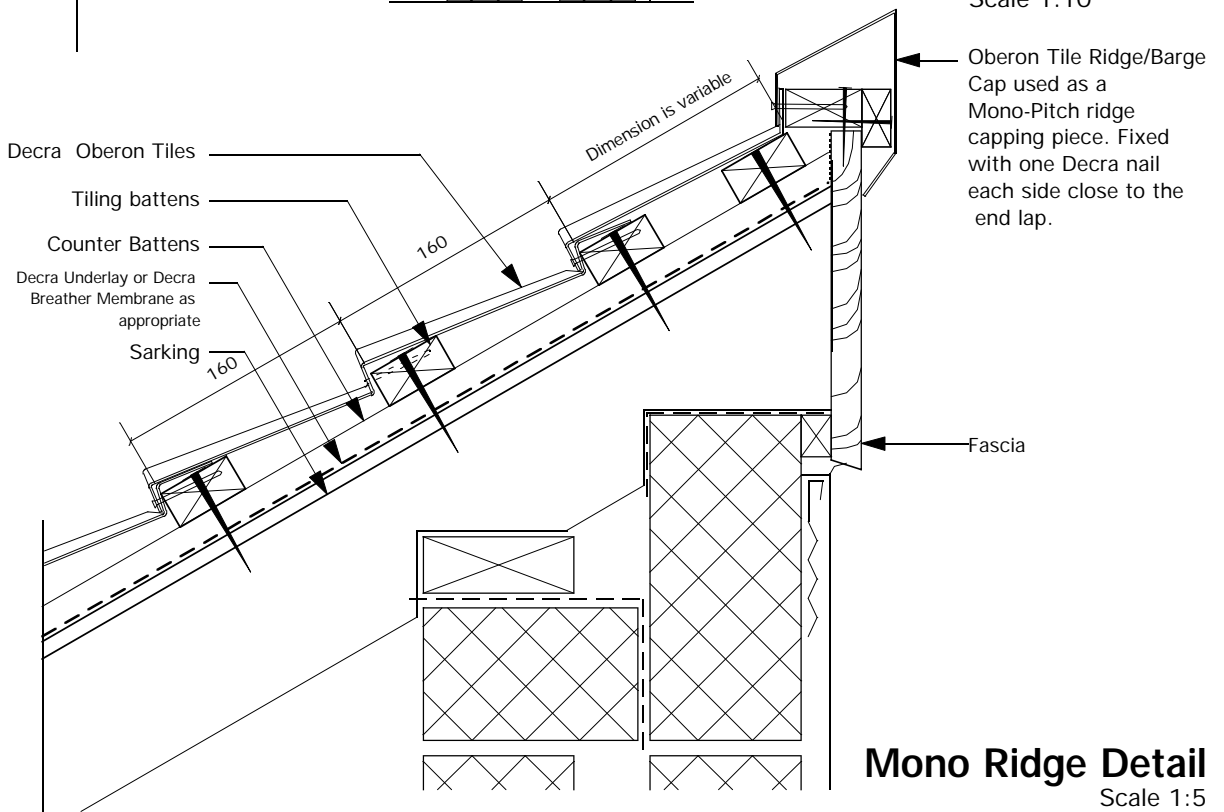 Scale 1:10
Oberon Tile Ridge/Barge
Cap used as a
Mono-Pitch ridge
capping piece. Fixed
with one Decra nail
each side close to the
end lap.
Dimension is variable
Decra Oberon Tiles
Tiling battens
160
Counter Battens
Decra Underlay or Decra
Breather Membrane as
appropriate
Sarking
160
Fascia
Mono Ridge Detail
Scale 1:5